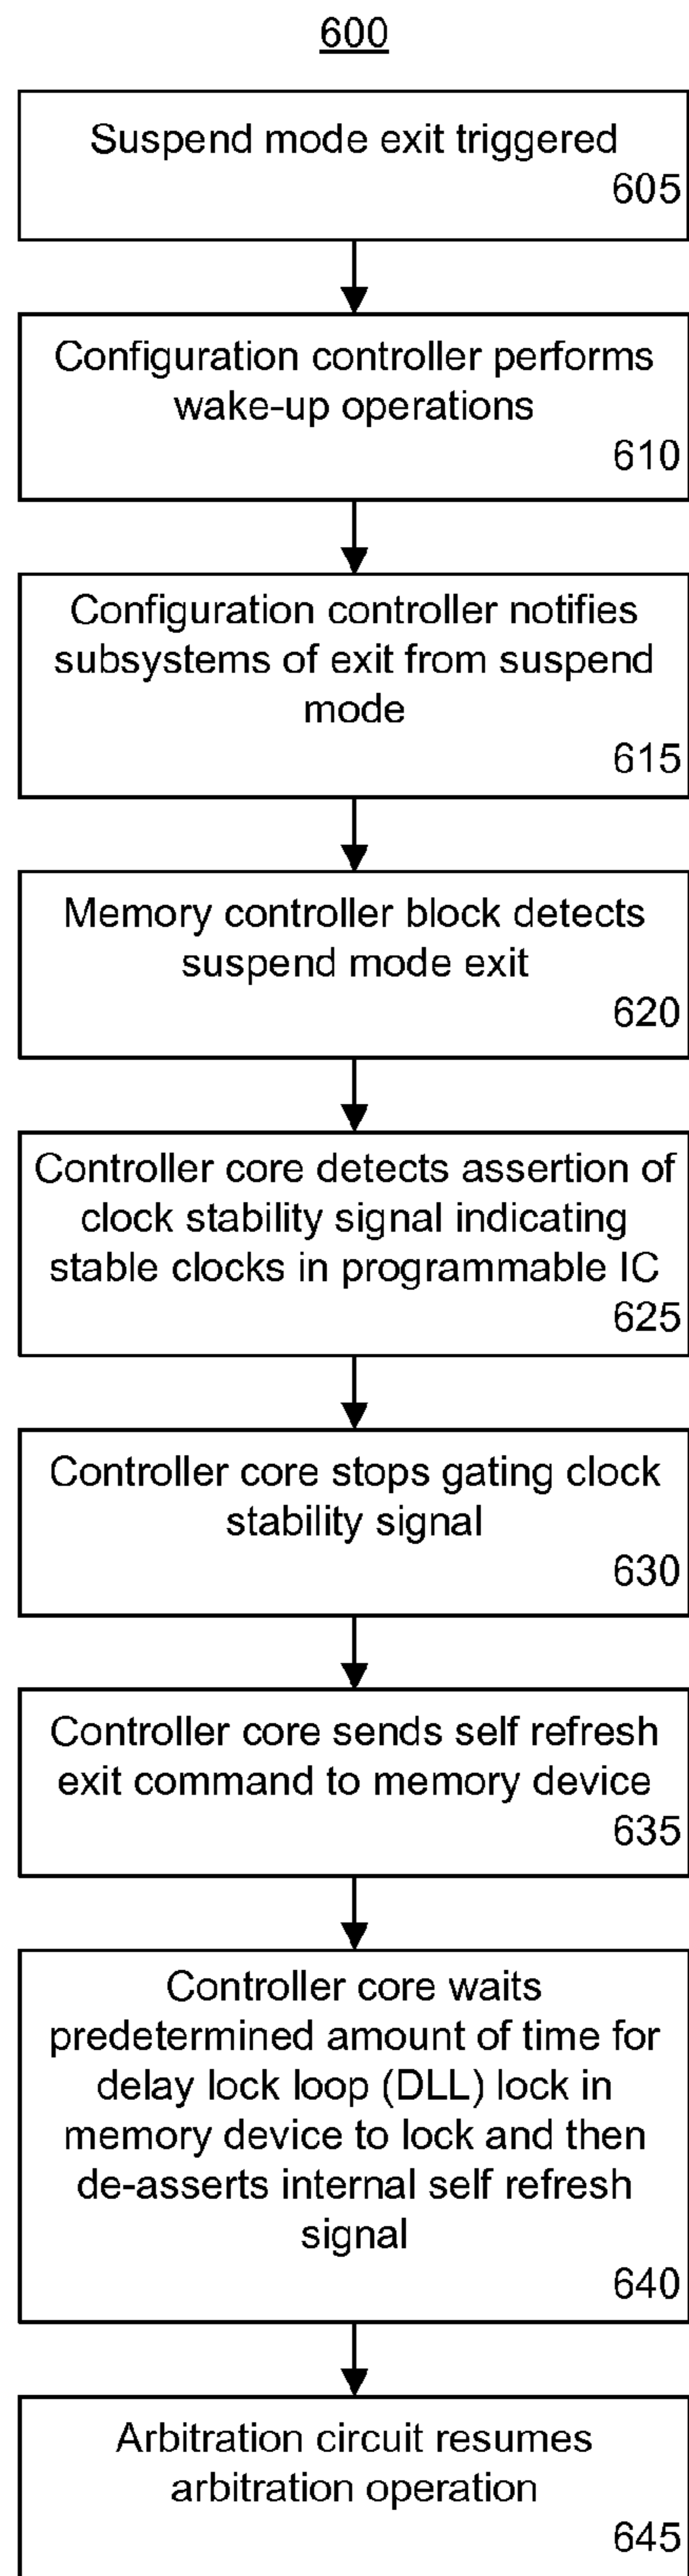 600
Suspend mode exit triggered
605
Configuration controller performs
wake-up operations
610
Configuration controller notifies
subsystems of exit from suspend
mode
615
Memory controller block detects
suspend mode exit
620
Controller core detects assertion of
clock stability signal indicating
stable clocks in programmable IC
625
Controller core stops gating clock
stability signal
630
Controller core sends self refresh
exit command to memory device
635
Controller core waits
predetermined amount of time for
delay lock loop (DLL) lock in
memory device to lock and then
de-asserts internal self refresh
signal
640
Arbitration circuit resumes
arbitration operation
645